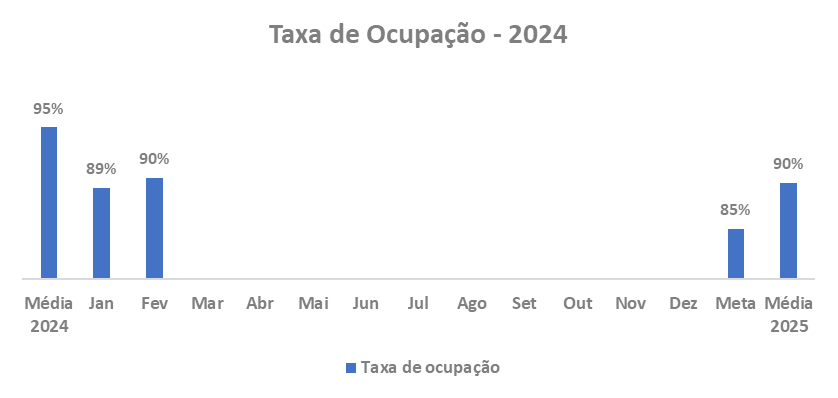 Taxa de Ocupação - 2024
95%
89%
90%
85%
90%
Média 2024 Jan Fev Mar Abr Mai Jun Jul Ago Set Out Nov Dez Meta Média 2025
Taxa de ocupação